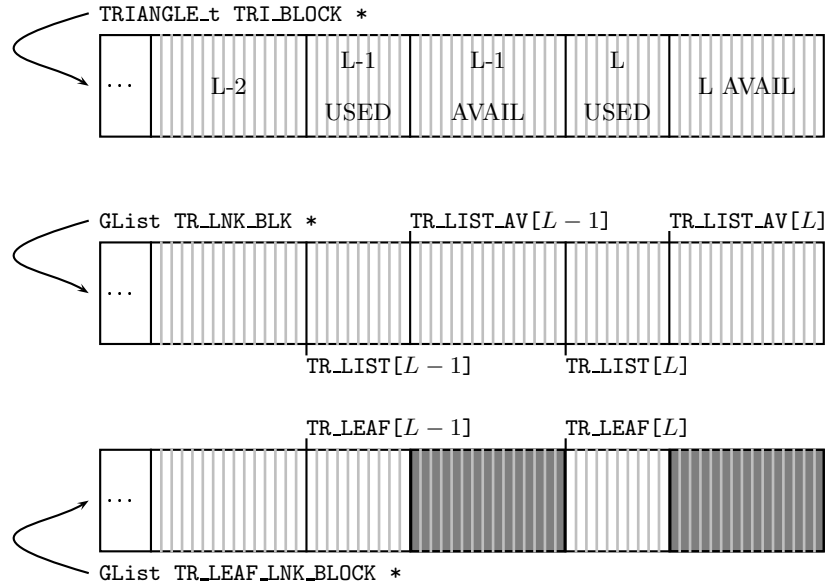 TRIANGLE_t TRI_BLOCK *
... L-2 L-1 USED L-1 AVAIL L USED L AVAIL
GList TR_LNK_BLK * TR_LIST_AV[L − 1] TR_LIST_AV[L]
...
TR_LIST[L − 1] TR_LIST[L]
TR_LEAF[L − 1] TR_LEAF[L]
...
GList TR_LEAF_LNK_BLOCK *